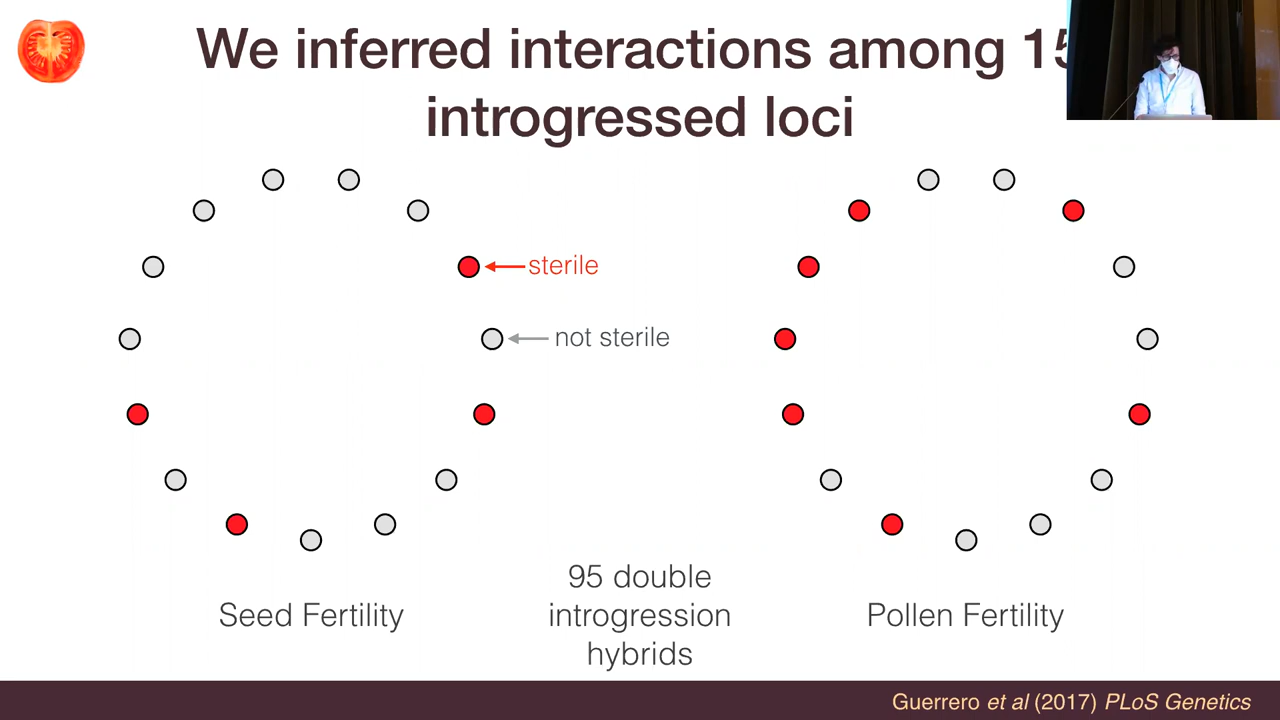 We inferred interactions among 15
introgressed loci
sterile
not sterile
95 double
introgression
hybrids
Seed Fertility
Pollen Fertility
Guerrero et al (2017) PLoS Genetics